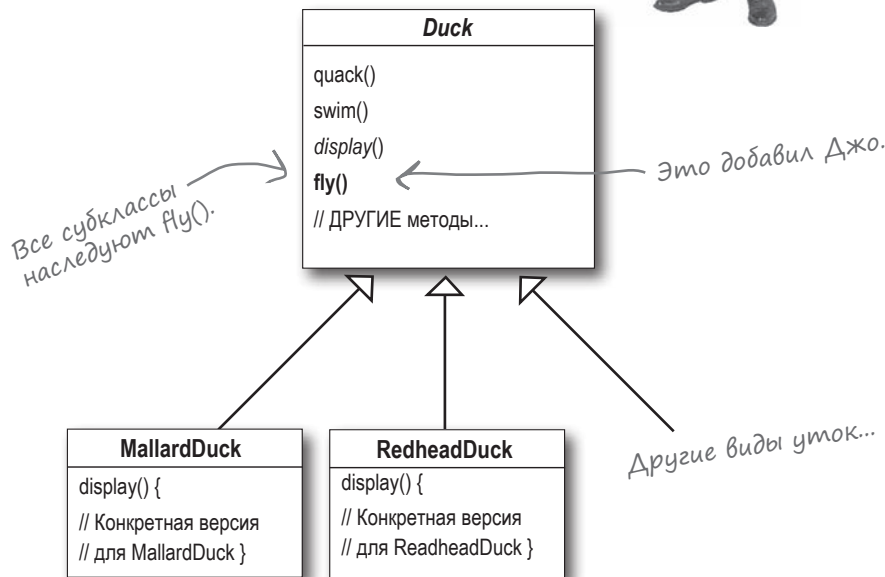 Duck
quack()
swim()
display()
fly()
// ДРУГИЕ методы...
Это добавил Джо.
Все субклассы
наследуют fly().
MallardDuck
display() {
// Конкретная версия
// для MallardDuck }
RedheadDuck
display() {
// Конкретная версия
// для ReadheadDuck }
Другие виды уток...